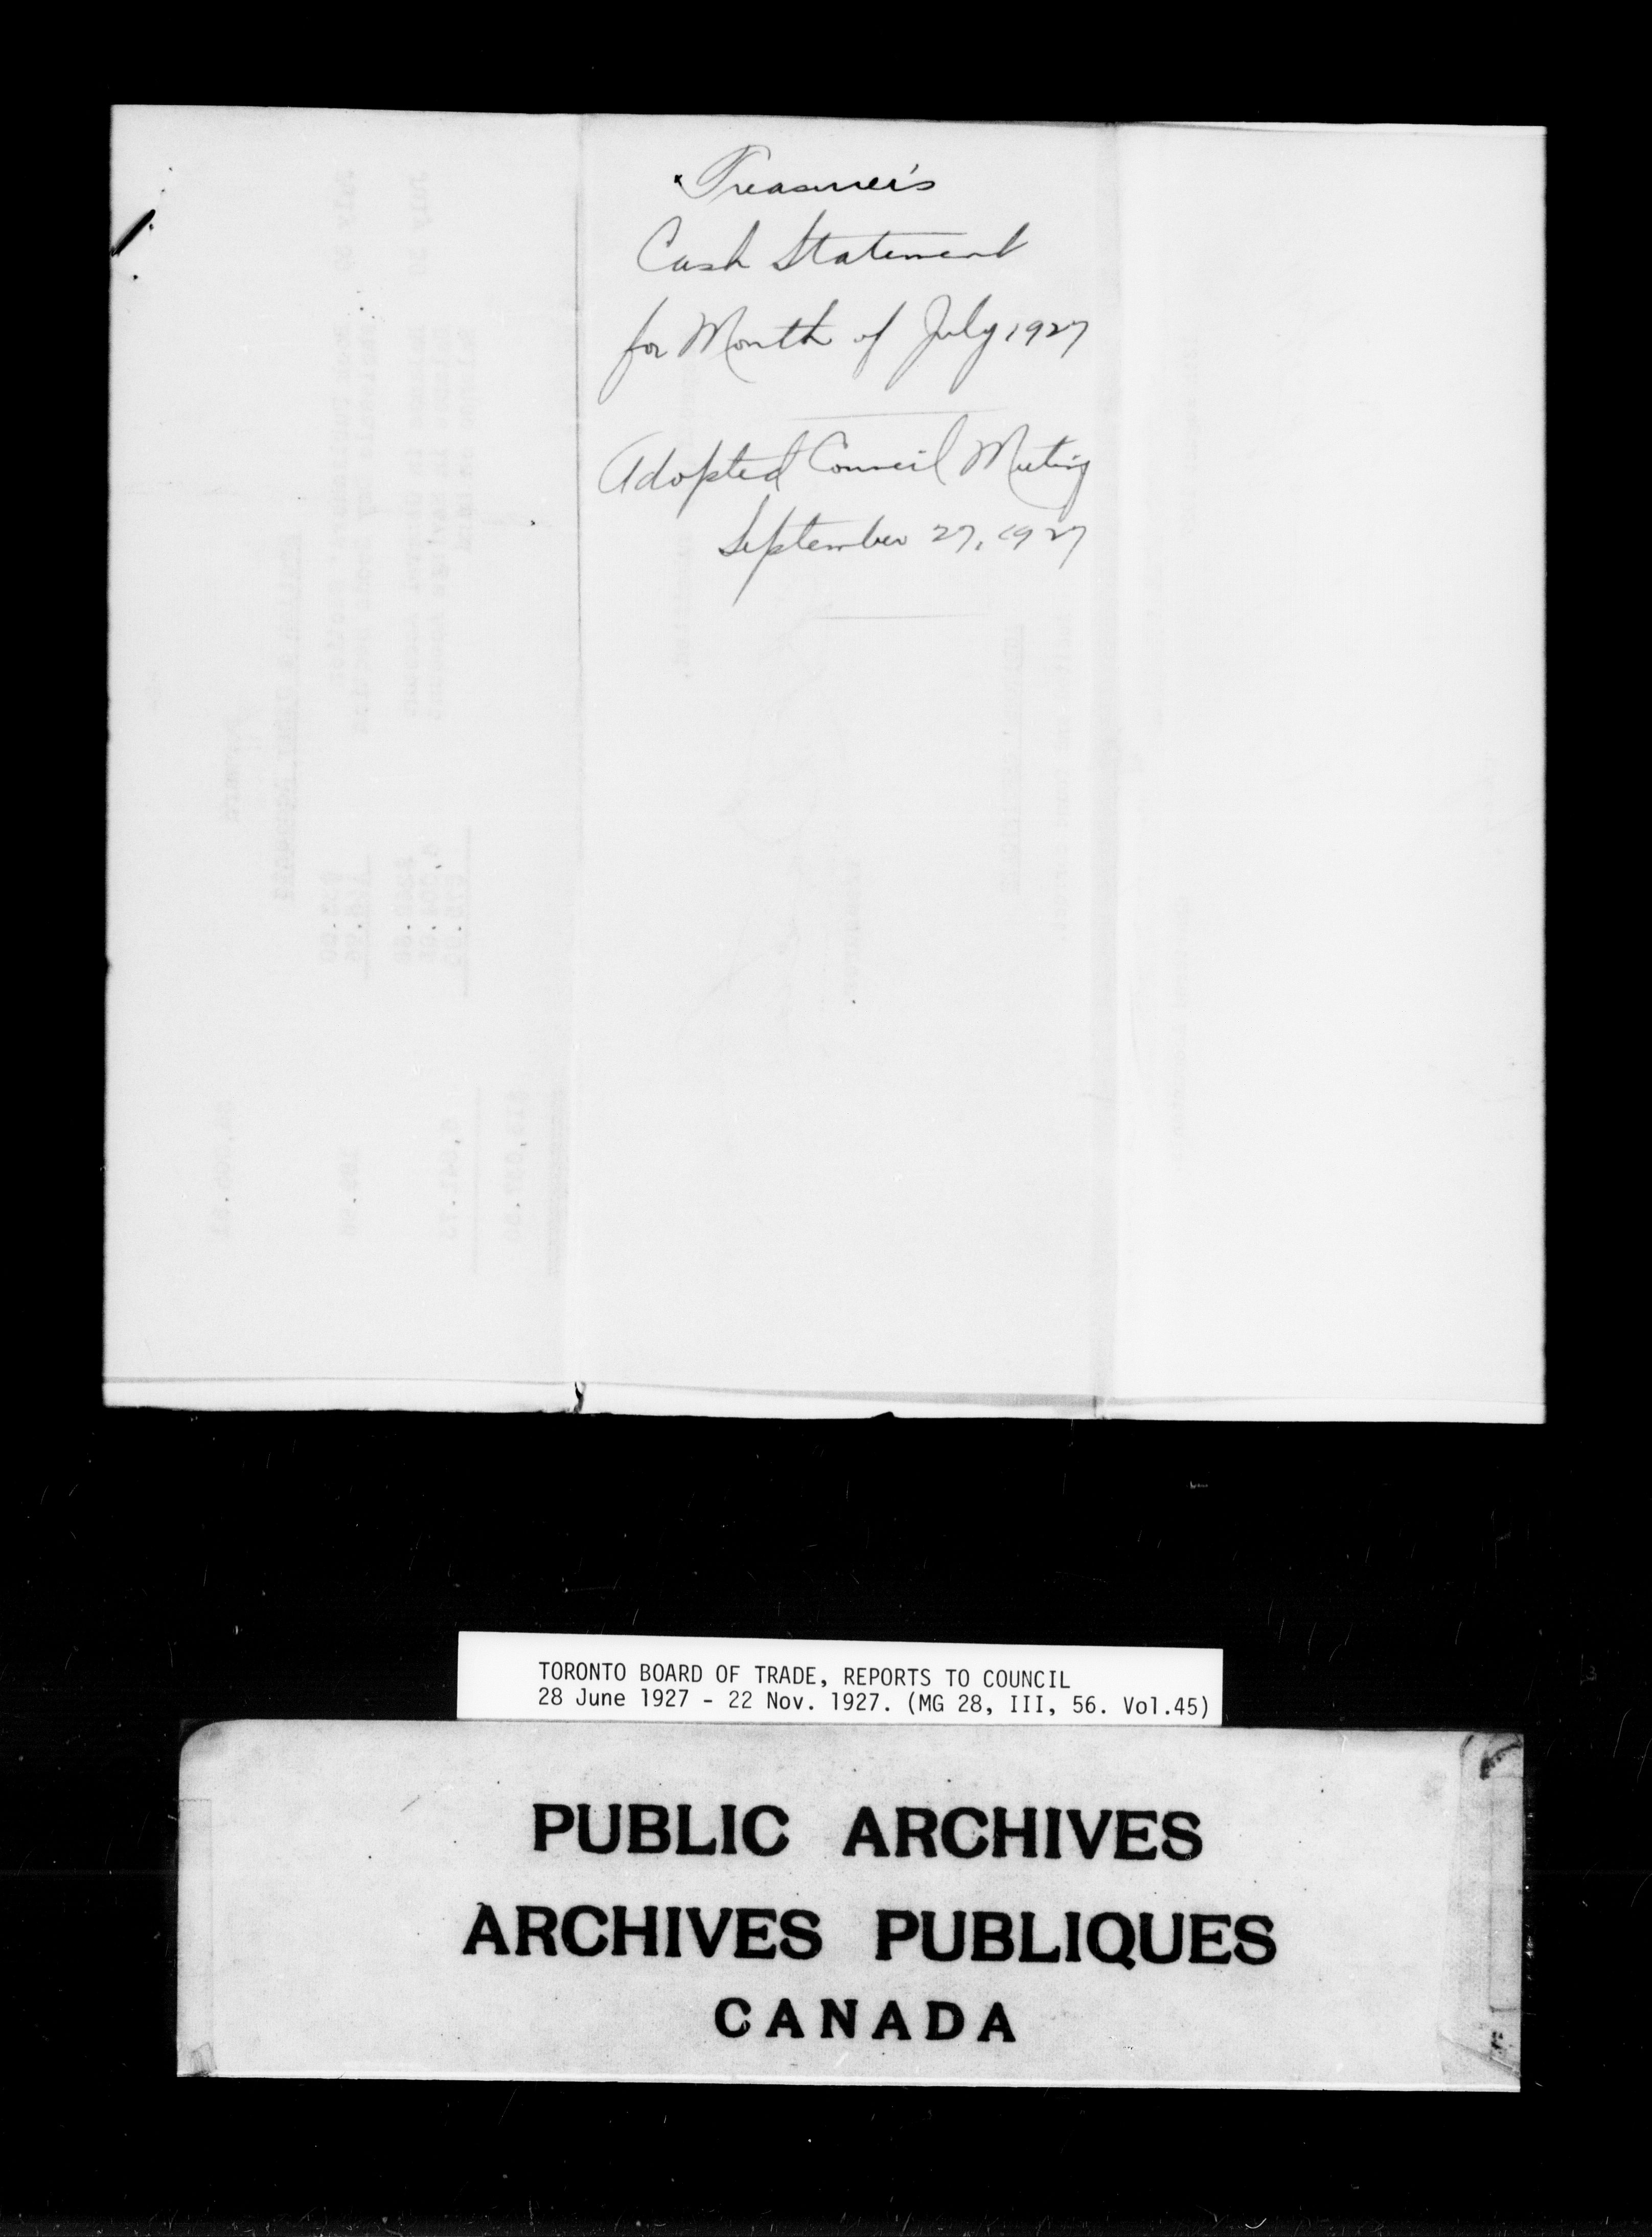 Treasurer's
Cash Statement
for Month of July 1927
Adopted Council Meeting
September 27, 1927
TORONTO BOARD OF TRADE, REPORTS TO COUNCIL
28 June 1927 - 22 Nov. 1927. (MG 28, III, 56. Vol.45)
PUBLIC ARCHIVES
ARCHIVES PUBLIQUES
CANADA